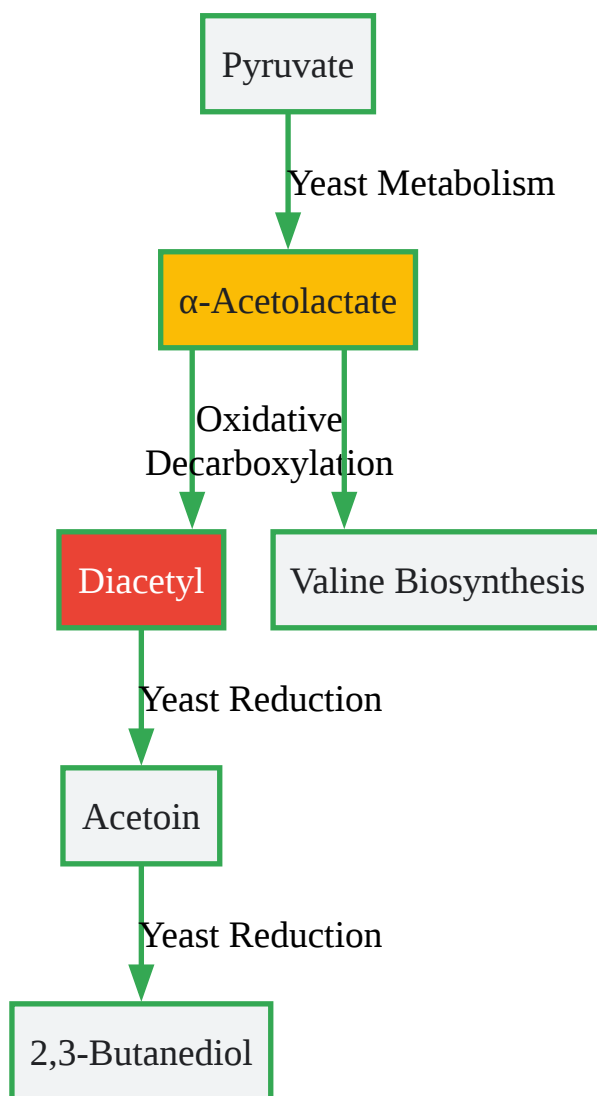 Pyruvate
Yeast Metabolism
α-Acetolactate
Oxidative
Decarboxylation
Diacetyl
Valine Biosynthesis
Yeast Reduction
Acetoin
Yeast Reduction
2,3-Butanediol